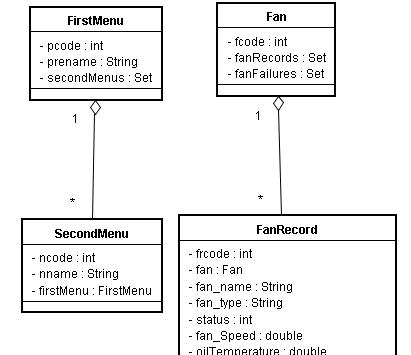 FirstMenu
- pcode : int
- prename : String
- secondMenus : Set
1
*
SecondMenu
- ncode : int
- nname : String
- firstMenu : FirstMenu
Fan
- fcode : int
- fanRecords : Set
- fanFailures : Set
1
*
FanRecord
- frcode : int
- fan : Fan
- fan_name : String
- fan_type : String
- status : int
- fan_Speed : double
- oilTemperature : double